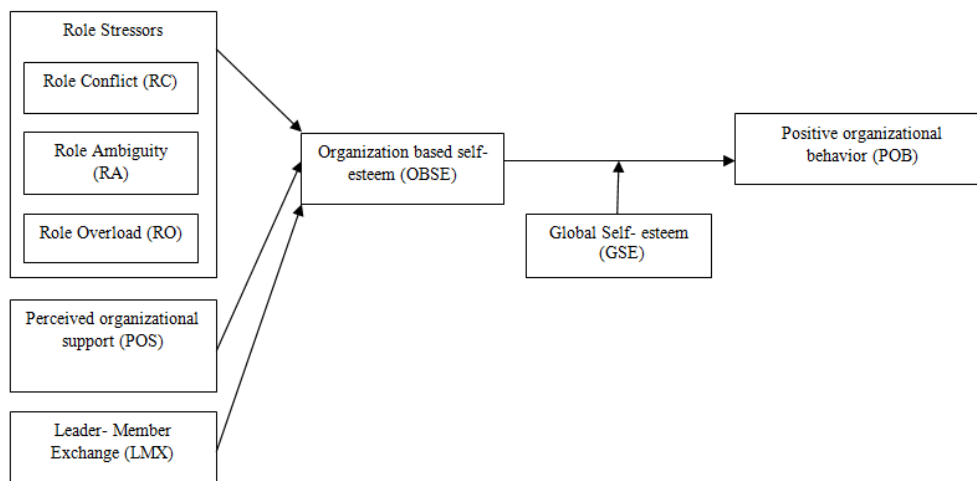 Role Stressors
Role Conflict (RC)
Role Ambiguity
(RA)
Role Overload (RO)
Perceived organizational
support (POS)
Leader- Member
Exchange (LMX)
Organization based self-
esteem (OBSE)
Global Self- esteem
(GSE)
Positive organizational
behavior (POB)